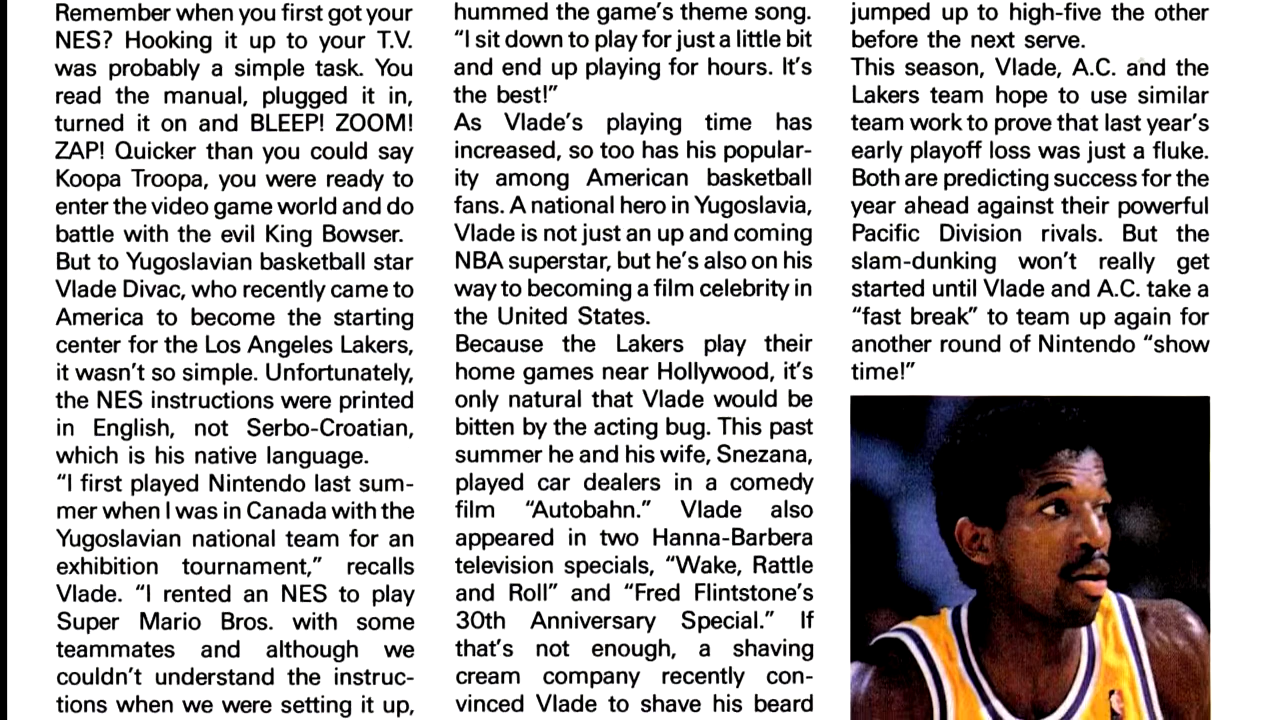 Remember when you first got your
NES? Hooking it up to your T.V.
was probably a simple task. You
read the manual, plugged it in,
turned it on and BLEEP! ZOOM!
ZAP! Quicker than you could say
Koopa Troopa, you were ready to
enter the video game world and do
battle with the evil King Bowser.
But to Yugoslavian basketball star
Vlade Divac, who recently came to
America to become the starting
center for the Los Angeles Lakers,
it wasn't so simple. Unfortunately,
the NES instructions were printed
in English, not Serbo-Croatian,
which is his native language.
“I first played Nintendo last sum-
mer when I was in Canada with the
Yugoslavian national team for an
exhibition tournament,” recalls
Vlade. “I rented an NES to play
Super Mario Bros. with some
teammates and although we
couldn't understand the instruc-
tions when we were setting it up,
hummed the game's theme song.
“I sit down to play for just a little bit
and end up playing for hours. It's
the best!”
As Vlade's playing time has
increased, so too has his popular-
ity among American basketball
fans. A national hero in Yugoslavia,
Vlade is not just an up and coming
NBA superstar, but he's also on his
way to becoming a film celebrity in
the United States.
Because the Lakers play their
home games near Hollywood, it's
only natural that Vlade would be
bitten by the acting bug. This past
summer he and his wife, Snezana,
played car dealers in a comedy
film “Autobahn.” Vlade also
appeared in two Hanna-Barbera
television specials, “Wake, Rattle
and Roll” and “Fred Flintstone's
30th Anniversary Special.” If
that's not enough, a shaving
cream company recently con-
vinced Vlade to shave his beard
jumped up to high-five the other
before the next serve.
This season, Vlade, A.C. and the
Lakers team hope to use similar
team work to prove that last year's
early playoff loss was just a fluke.
Both are predicting success for the
year ahead against their powerful
Pacific Division rivals. But the
slam-dunking won't really get
started until Vlade and A.C. take a
“fast break” to team up again for
another round of Nintendo “show
time!”